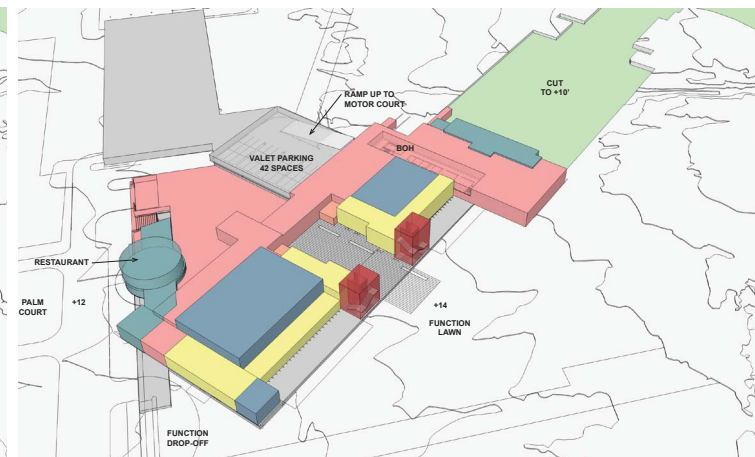 CUT
TO +10'
RAMP UP TO
MOTOR COURT
BOH
VALET PARKING
42 SPACES
RESTAURANT
PALM
COURT
+12
+14
FUNCTION
LAWN
FUNCTION
DROP-OFF